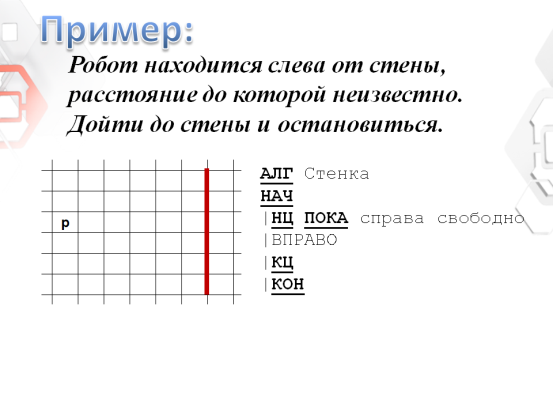 Пример:
Робот находится слева от стены,
расстояние до которой неизвестно.
Дойти до стены и остановиться.
р
АЛГ Стенка
НАЧ
|НЦ ПОКА справа свободно
|ВПРАВО
|КЦ
|КОН